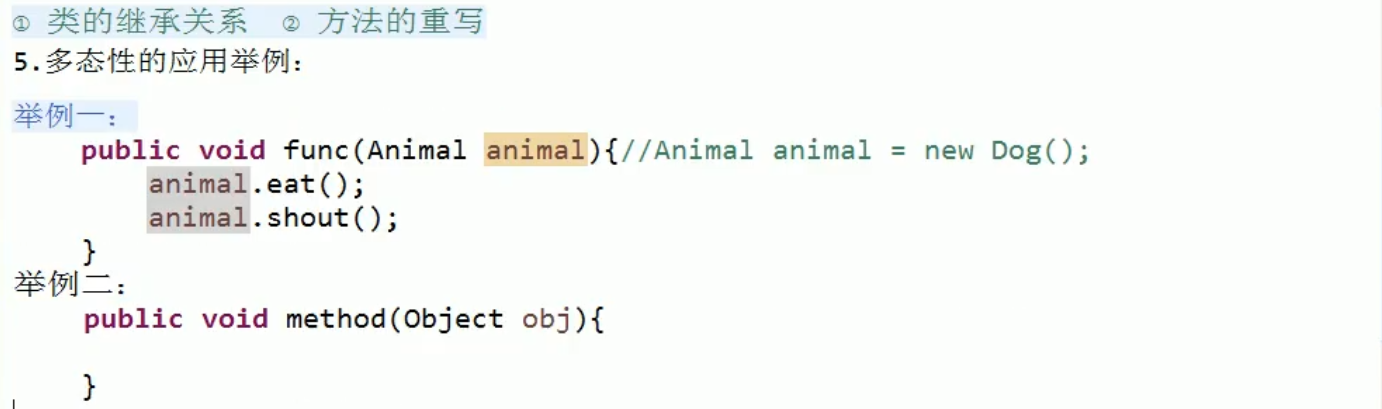 ① 类的继承关系 ② 方法的重写
5.多态性的应用举例：
举例一：
public void func(Animal animal){//Animal animal = new Dog();
animal.eat();
animal.shout();
}
举例二：
public void method(Object obj){
}